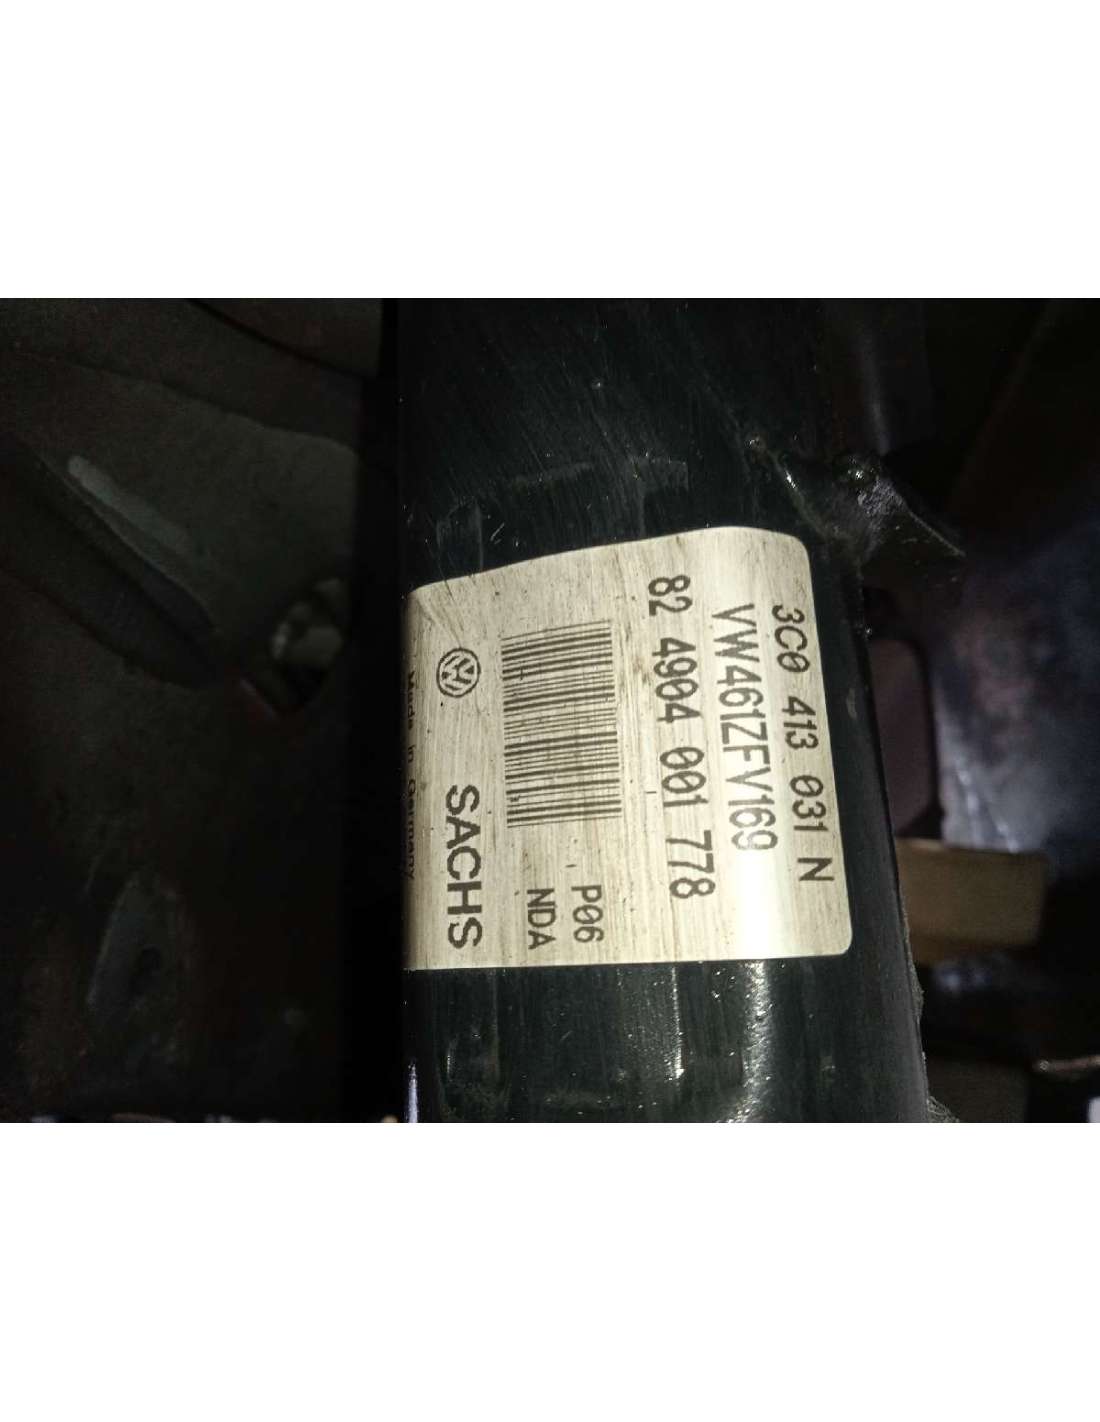 3C0 413 031 N
VW461ZFV169
82 4904 001 778
P06
NDA
SACHS
Made in Germany